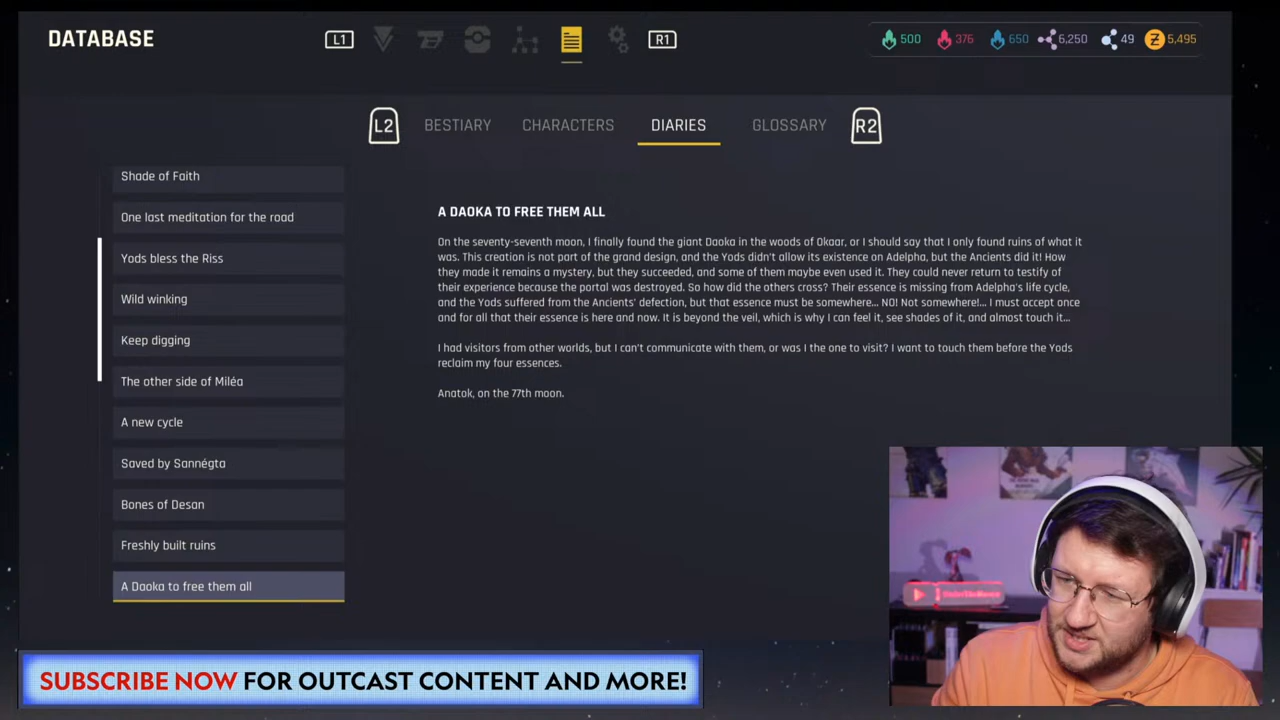 DATABASE
L1
R1
500
376
650
6,250
49
5,495
L2
BESTIARY
CHARACTERS
DIARIES
GLOSSARY
R2
Shade of Faith
One last meditation for the road
Yods bless the Riss
Wild winking
Keep digging
The other side of Miléa
A new cycle
Saved by Sannégta
Bones of Desan
Freshly built ruins
A Daoka to free them all
A DAOKA TO FREE THEM ALL
On the seventy-seventh moon, I finally found the giant Daoka in the woods of Okaar, or I should say that I only found ruins of what it
was. This creation is not part of the grand design, and the Yods didn't allow its existence on Adelpha, but the Ancients did it! How
they made it remains a mystery, but they succeeded, and some of them maybe even used it. They could never return to testify of
their experience because the portal was destroyed. So how did the others cross? Their essence is missing from Adelpha's life cycle,
and the Yods suffered from the Ancients' defection, but that essence must be somewhere... NO! Not somewhere!... I must accept once
and for all that their essence is here and now. It is beyond the veil, which is why I can feel it, see shades of it, and almost touch it...
I had visitors from other worlds, but I can't communicate with them, or was I the one to visit? I want to touch them before the Yods
reclaim my four essences.
Anatok, on the 77th moon.
SUBSCRIBE NOW FOR OUTCAST CONTENT AND MORE!